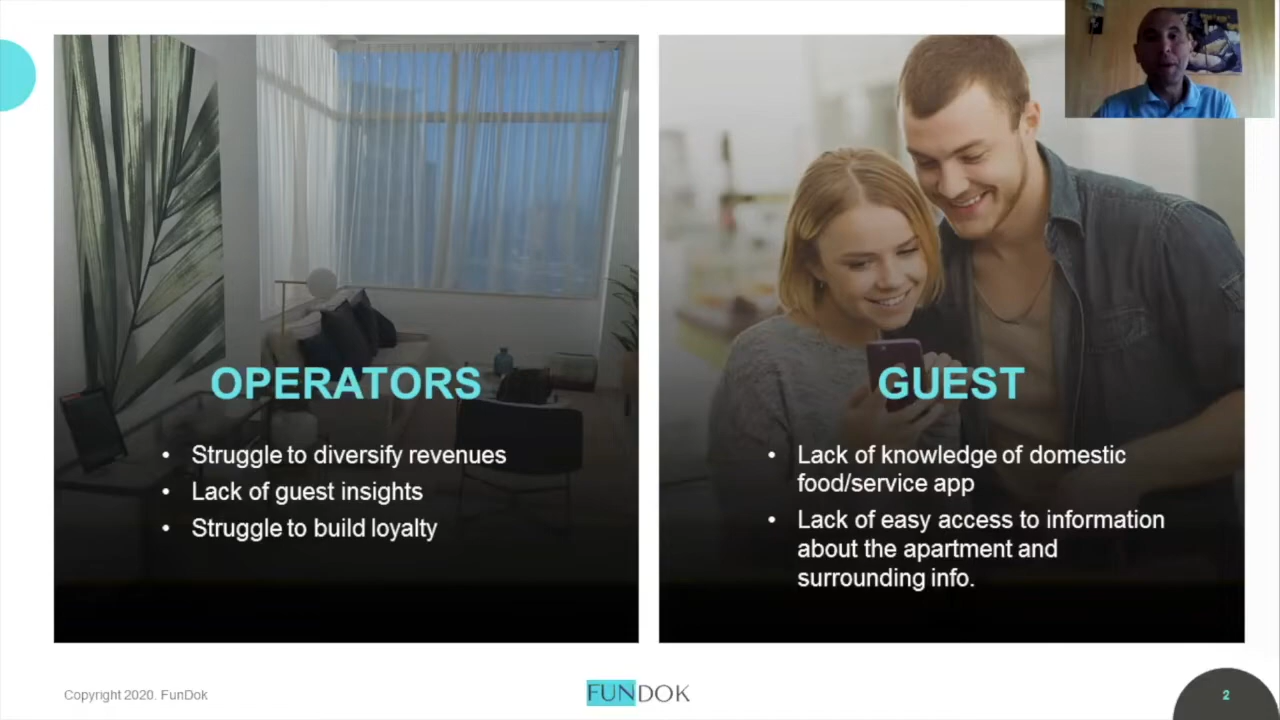 OPERATORS
• Struggle to diversify revenues
• Lack of guest insights
• Struggle to build loyalty
GUEST
• Lack of knowledge of domestic
food/service app
• Lack of easy access to information
about the apartment and
surrounding info.
Copyright 2020. FunDok
FUNDOK
2